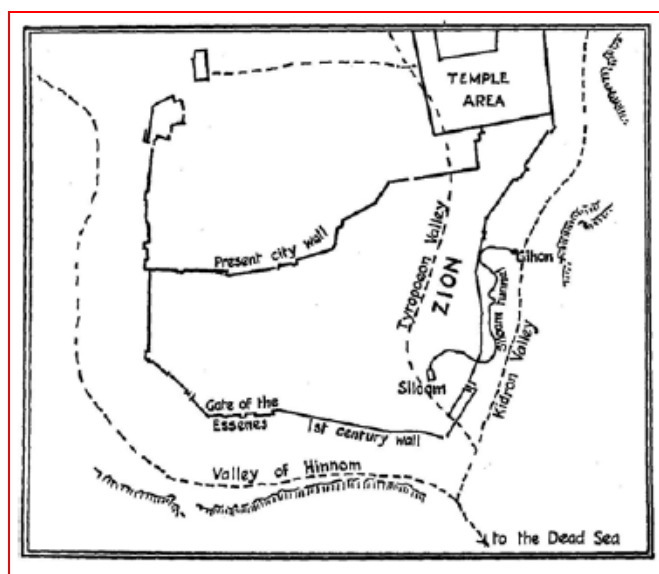 TEMPLE
AREA
Present city wall
Tyropoeon Valley
ZION
Gihon
Siloam Tunnel
Kidron Valley
Siloam
Gate of the
Essenes
1st century wall
Valley of Hinnom
to the Dead Sea